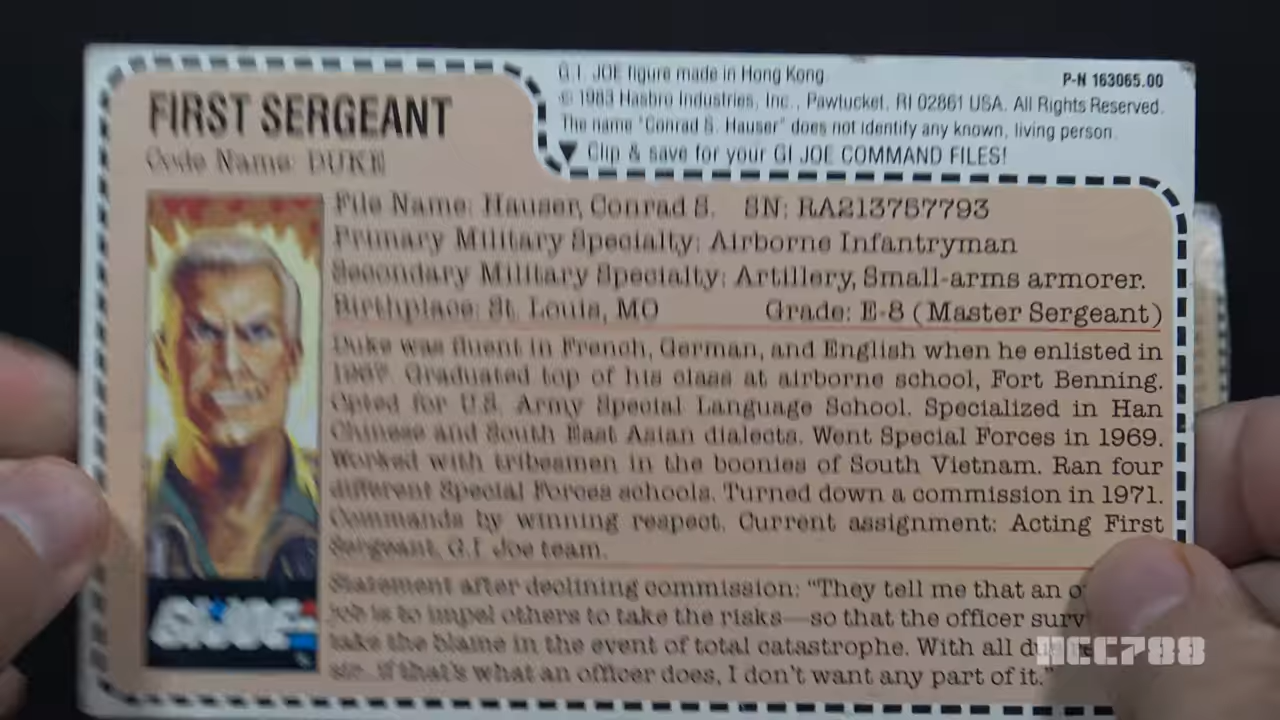 FIRST SERGEANT
Code Name: DUKE
G.I. JOE figure made in Hong Kong.
P-N 163065.00
© 1983 Hasbro Industries, Inc., Pawtucket, RI 02861 USA. All Rights Reserved.
The name "Conrad S. Hauser" does not identify any known, living person.
▼ Clip & save for your GI JOE COMMAND FILES!
File Name: Hauser, Conrad S. SN: RA213757793
Primary Military Specialty: Airborne Infantryman
Secondary Military Specialty: Artillery, Small-arms armorer.
Birthplace: St. Louis, MO Grade: E-8 (Master Sergeant)
Duke was fluent in French, German, and English when he enlisted in
1967. Graduated top of his class at airborne school, Fort Benning.
Opted for U.S. Army Special Language School. Specialized in Han
Chinese and South East Asian dialects. Went Special Forces in 1969.
Worked with tribesmen in the boonies of South Vietnam. Ran four
different Special Forces schools. Turned down a commission in 1971.
Commands by winning respect. Current assignment: Acting First
Sergeant, G.I Joe team.
Statement after declining commission: "They tell me that an o
job is to impel others to take the risks—so that the officer surv
take the blame in the event of total catastrophe. With all du
sir...if that's what an officer does, I don't want any part of it."
G.I. JOE
HCC788